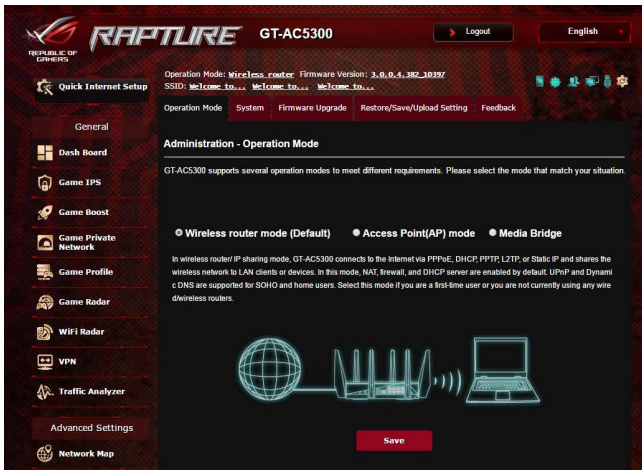 REPUBLIC OF
GAMERS
RAPTURE GT-AC5300 Logout English
Quick Internet Setup
General
Dash Board
Game IPS
Game Boost
Game Private
Network
Game Profile
Game Radar
WiFi Radar
VPN
Traffic Analyzer
Advanced Settings
Network Map
Operation Mode: Wireless router Firmware Version: 3.0.0.4.382_10397
SSID: Welcome to... Welcome to... Welcome to...
Operation Mode System Firmware Upgrade Restore/Save/Upload Setting Feedback
Administration - Operation Mode
GT-AC5300 supports several operation modes to meet different requirements. Please select the mode that match your situation.
Wireless router mode (Default) Access Point(AP) mode Media Bridge
In wireless router/ IP sharing mode, GT-AC5300 connects to the Internet via PPPoE, DHCP, PPTP, L2TP, or Static IP and shares the
wireless network to LAN clients or devices. In this mode, NAT, firewall, and DHCP server are enabled by default. UPnP and Dynami
c DNS are supported for SOHO and home users. Select this mode if you are a first-time user or you are not currently using any wire
d/wireless routers.
Save